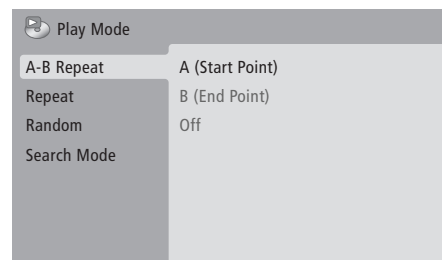 Play Mode
A-B Repeat
Repeat
Random
Search Mode
A (Start Point)
B (End Point)
Off